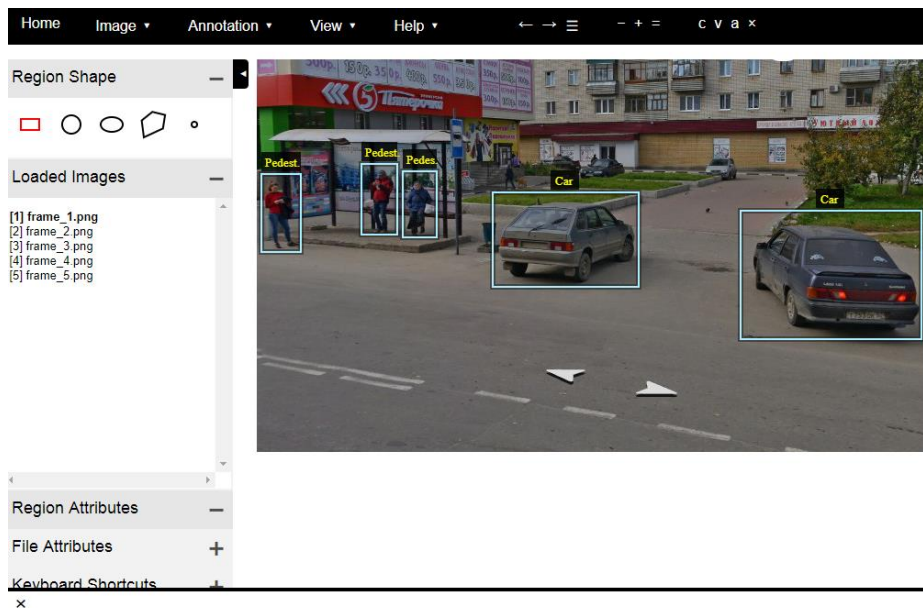 Home Image ▾ Annotation ▾ View ▾ Help ▾ ← → ☰ − + = c v a ×
Region Shape −
Loaded Images −
[1] frame_1.png
[2] frame_2.png
[3] frame_3.png
[4] frame_4.png
[5] frame_5.png
Region Attributes −
File Attributes +
Keyboard Shortcuts +
×
Пятерочка
Pedest.
Pedest.
Pedes.
Car
Car